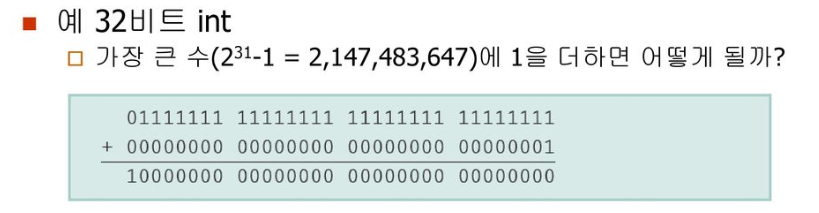 예 32비트 int
가장 큰 수(2³¹-1 = 2,147,483,647)에 1을 더하면 어떻게 될까?
01111111 11111111 11111111 11111111
+ 00000000 00000000 00000000 00000001
10000000 00000000 00000000 00000000